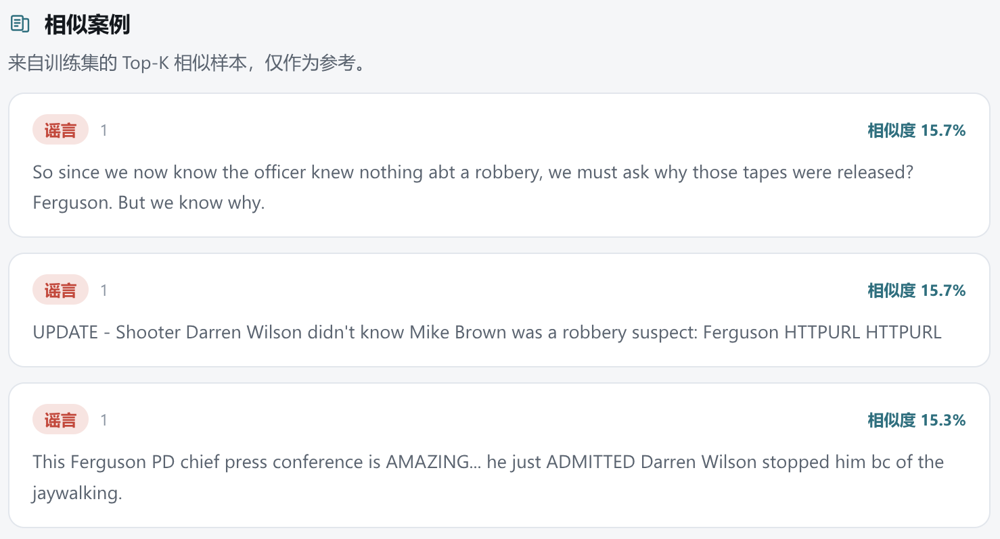 相似案例
来自训练集的 Top-K 相似样本，仅作为参考。
谣言 1 相似度 15.7%
So since we now know the officer knew nothing abt a robbery, we must ask why those tapes were released?
Ferguson. But we know why.
谣言 1 相似度 15.7%
UPDATE - Shooter Darren Wilson didn't know Mike Brown was a robbery suspect: Ferguson HTTPURL HTTPURL
谣言 1 相似度 15.3%
This Ferguson PD chief press conference is AMAZING... he just ADMITTED Darren Wilson stopped him bc of the
jaywalking.